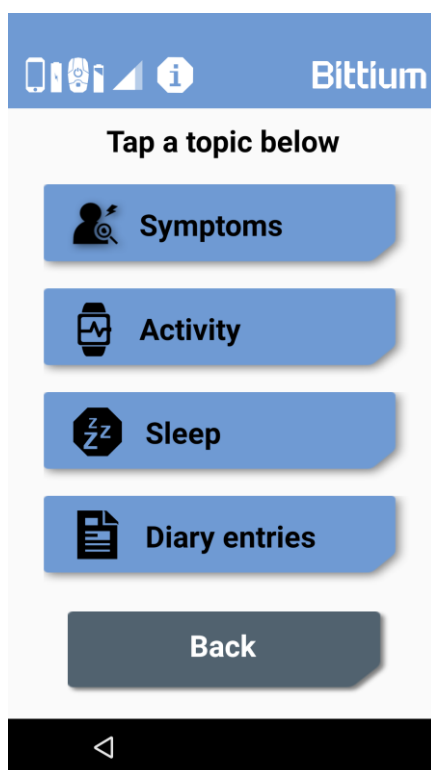 Bittium
Tap a topic below
Symptoms
Activity
z z Z
Sleep
Diary entries
Back